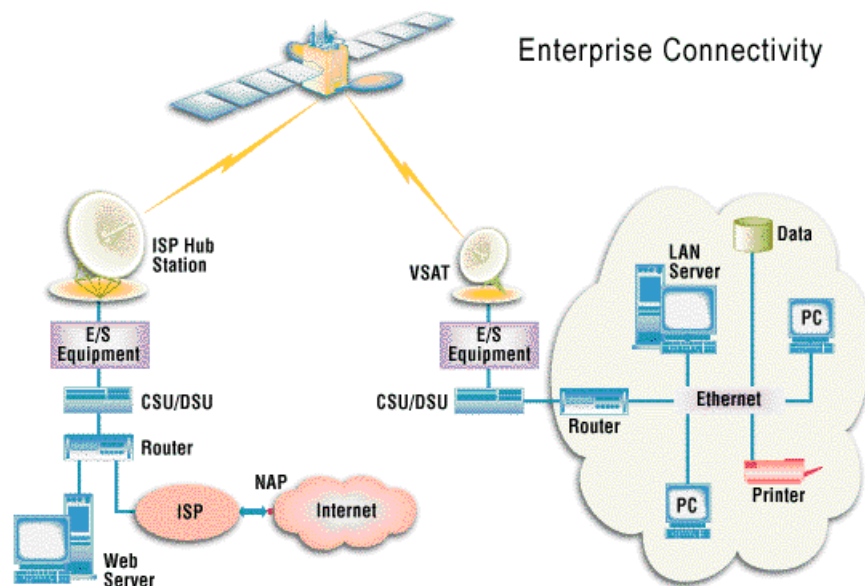 Enterprise Connectivity
ISP Hub
Station
E/S
Equipment
CSU/DSU
Router
Web
Server
ISP
NAP
Internet
VSAT
E/S
Equipment
CSU/DSU
Router
LAN
Server
Data
PC
Ethernet
PC
Printer